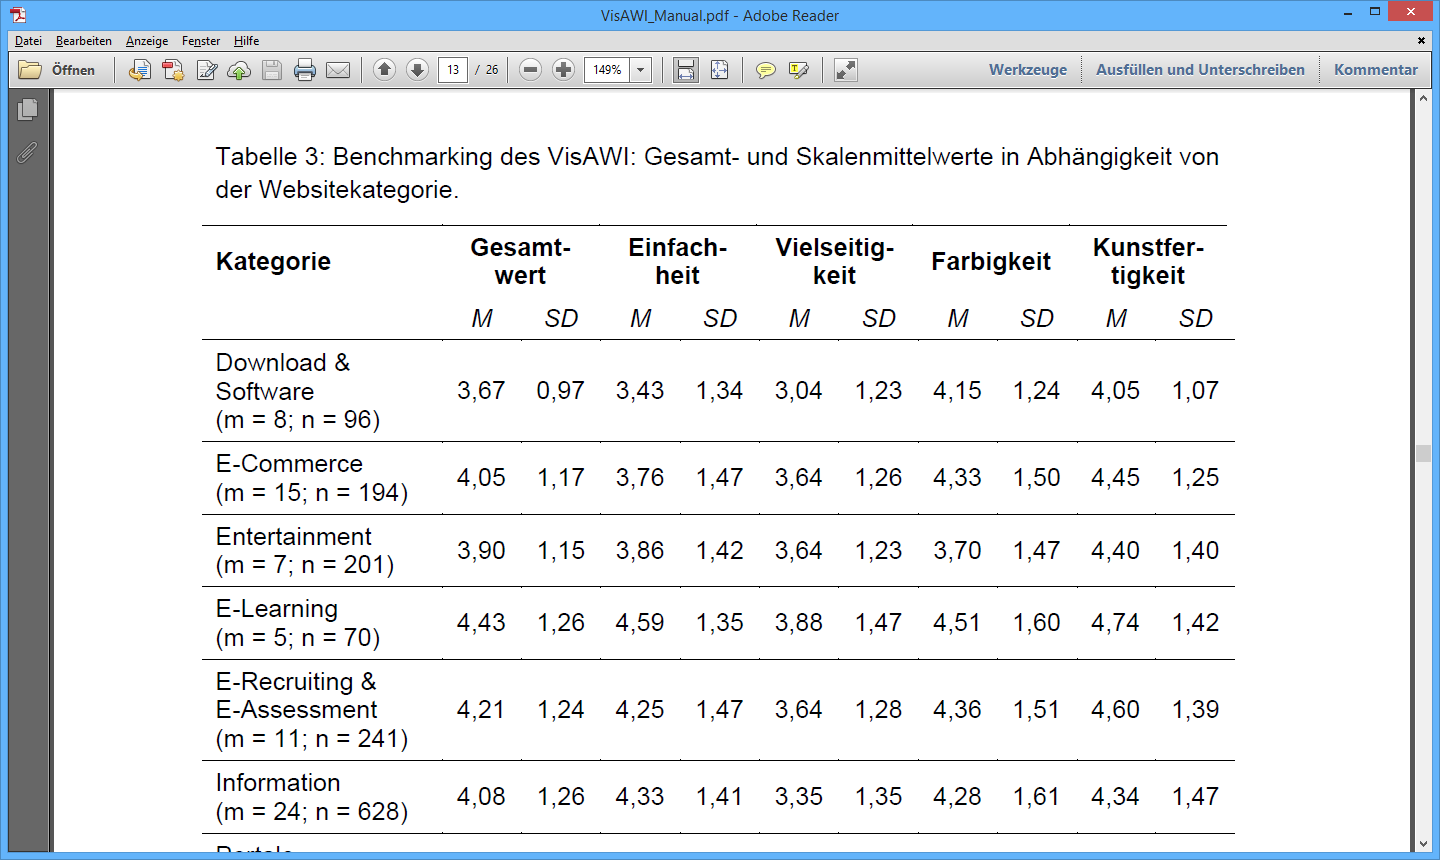 VisAWI_Manual.pdf - Adobe Reader
Datei Bearbeiten Anzeige Fenster Hilfe
Öffnen 13 / 26 149% Werkzeuge Ausfüllen und Unterschreiben Kommentar
Tabelle 3: Benchmarking des VisAWI: Gesamt- und Skalenmittelwerte in Abhängigkeit von
der Websitekategorie.
Kategorie Gesamt- Einfach- Vielseitig- Farbigkeit Kunstfer-
wert heit keit tigkeit
M SD M SD M SD M SD M SD
Download &
Software
(m = 8; n = 96)
3,67 0,97 3,43 1,34 3,04 1,23 4,15 1,24 4,05 1,07
E-Commerce
(m = 15; n = 194)
4,05 1,17 3,76 1,47 3,64 1,26 4,33 1,50 4,45 1,25
Entertainment
(m = 7; n = 201)
3,90 1,15 3,86 1,42 3,64 1,23 3,70 1,47 4,40 1,40
E-Learning
(m = 5; n = 70)
4,43 1,26 4,59 1,35 3,88 1,47 4,51 1,60 4,74 1,42
E-Recruiting &
E-Assessment
(m = 11; n = 241)
4,21 1,24 4,25 1,47 3,64 1,28 4,36 1,51 4,60 1,39
Information
(m = 24; n = 628)
4,08 1,26 4,33 1,41 3,35 1,35 4,28 1,61 4,34 1,47